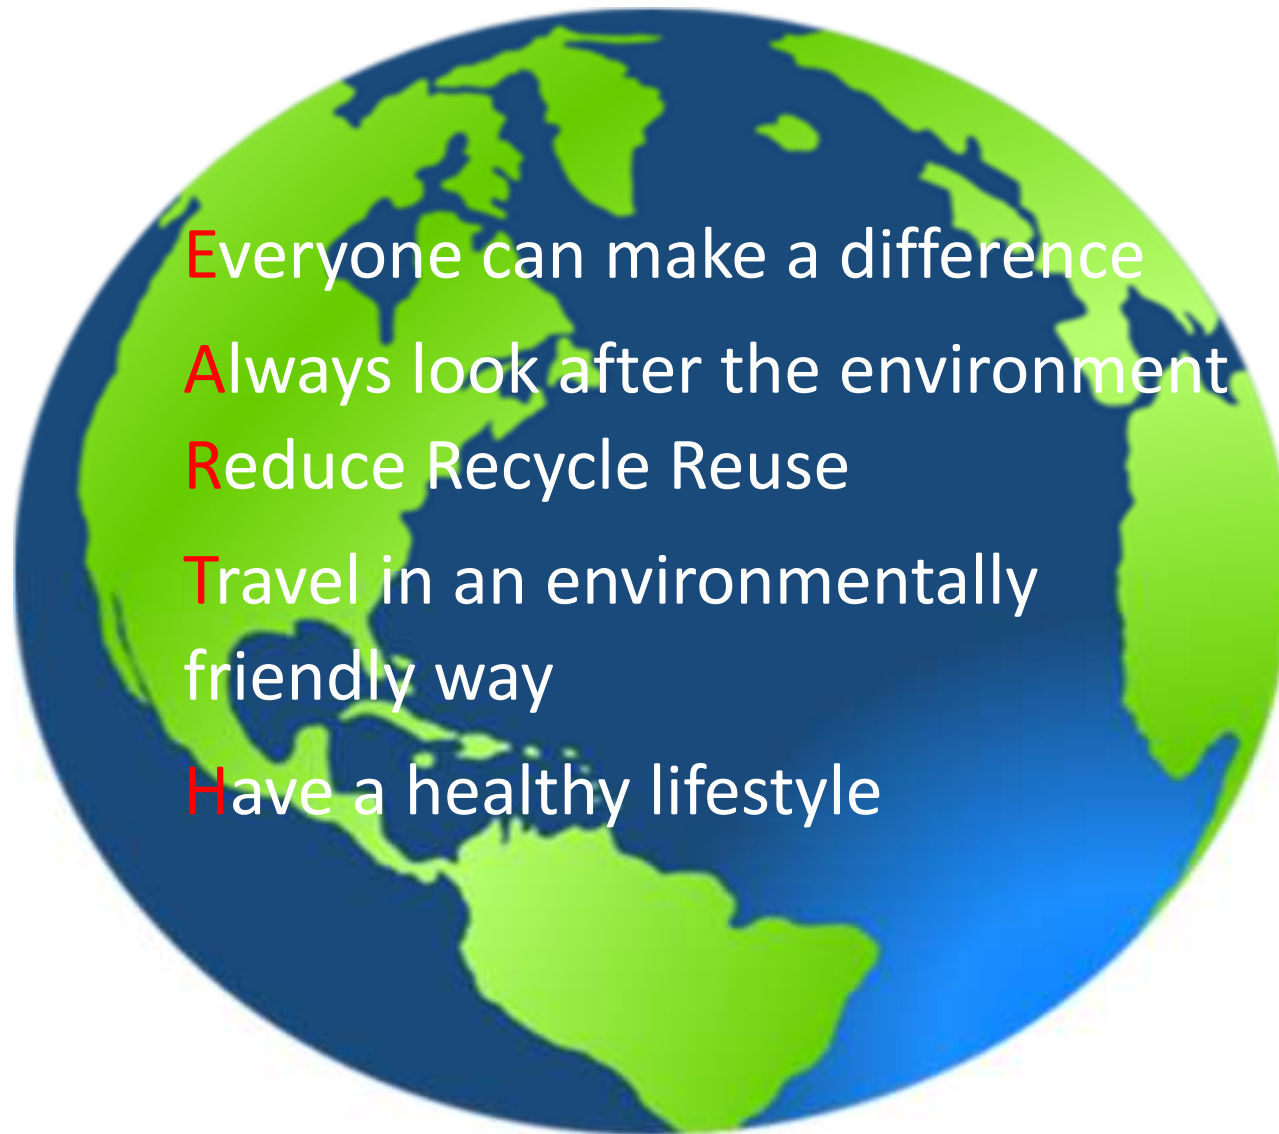 Everyone can make a difference
Always look after the environment
Reduce Recycle Reuse
Travel in an environmentally
friendly way
Have a healthy lifestyle